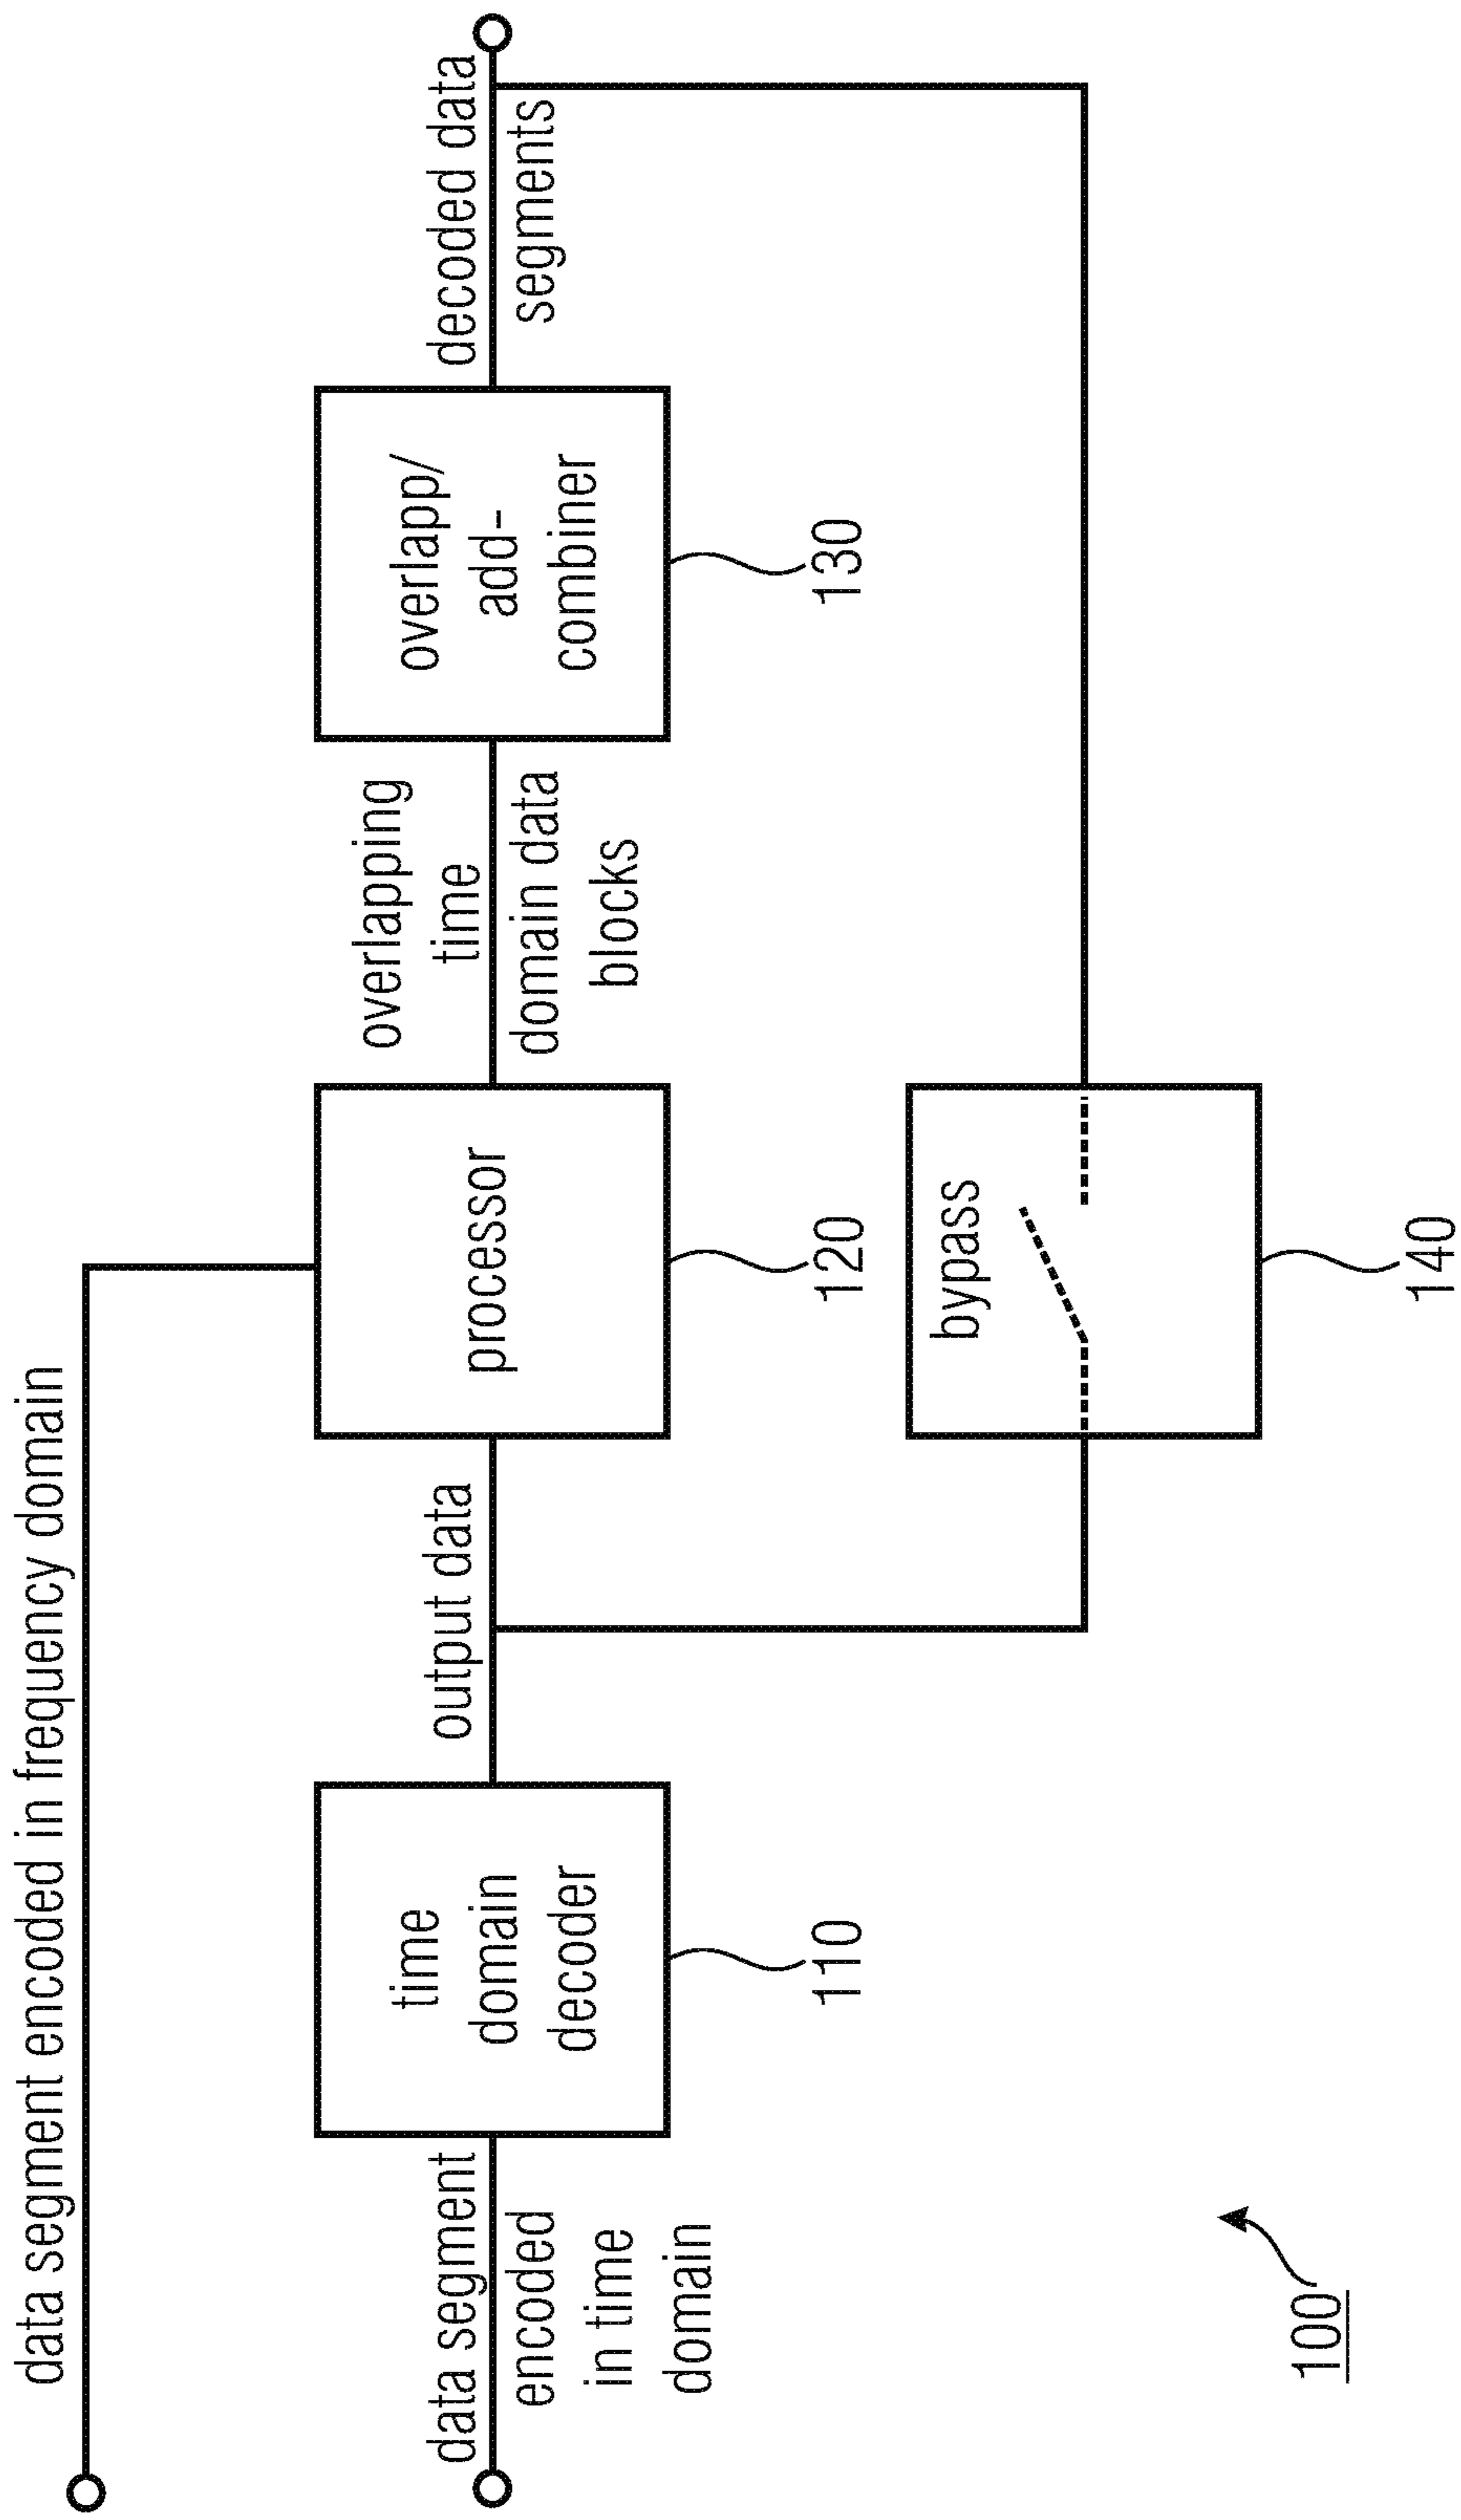 data segment encoded in frequency domain
data segment
encoded
in time
domain
time
domain
decoder
110
output data
processor
120
overlapping
time
domain data
blocks
overlapp/
add-
combiner
130
decoded data
segments
bypass
140
100